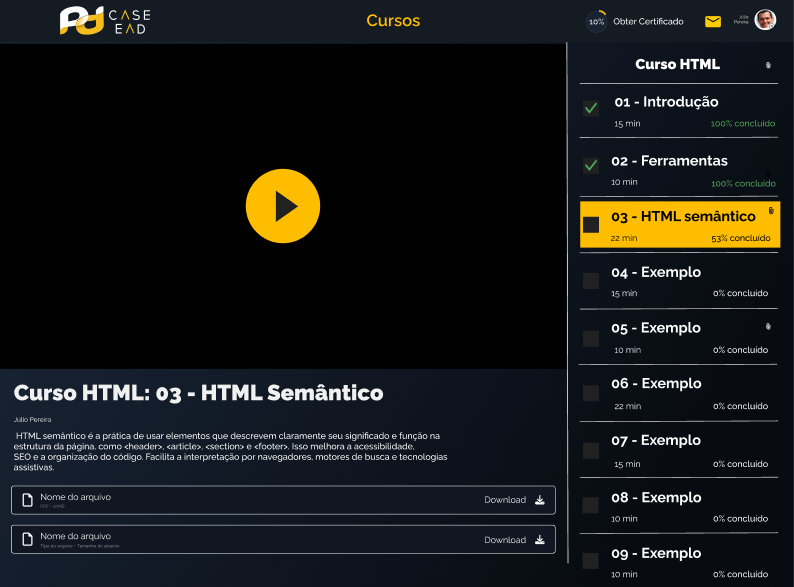 CASE
EAD
Cursos
10%
Obter Certificado
Júlio
Pereira
Curso HTML
01 - Introdução
15 min
100% concluído
02 - Ferramentas
10 min
100% concluído
03 - HTML semântico
22 min
53% concluído
04 - Exemplo
15 min
0% concluído
05 - Exemplo
10 min
0% concluído
06 - Exemplo
22 min
0% concluído
07 - Exemplo
15 min
0% concluído
08 - Exemplo
10 min
0% concluído
09 - Exemplo
10 min
0% concluído
Curso HTML: 03 - HTML Semântico
Júlio Pereira
HTML semântico é a prática de usar elementos que descrevem claramente seu significado e função na
estrutura da página, como <header>, <article>, <section> e <footer>. Isso melhora a acessibilidade,
SEO e a organização do código. Facilita a interpretação por navegadores, motores de busca e tecnologias
assistivas.
Nome do arquivo
Download
Nome do arquivo
Tipo do arquivo - Tamanho do arquivo
Download